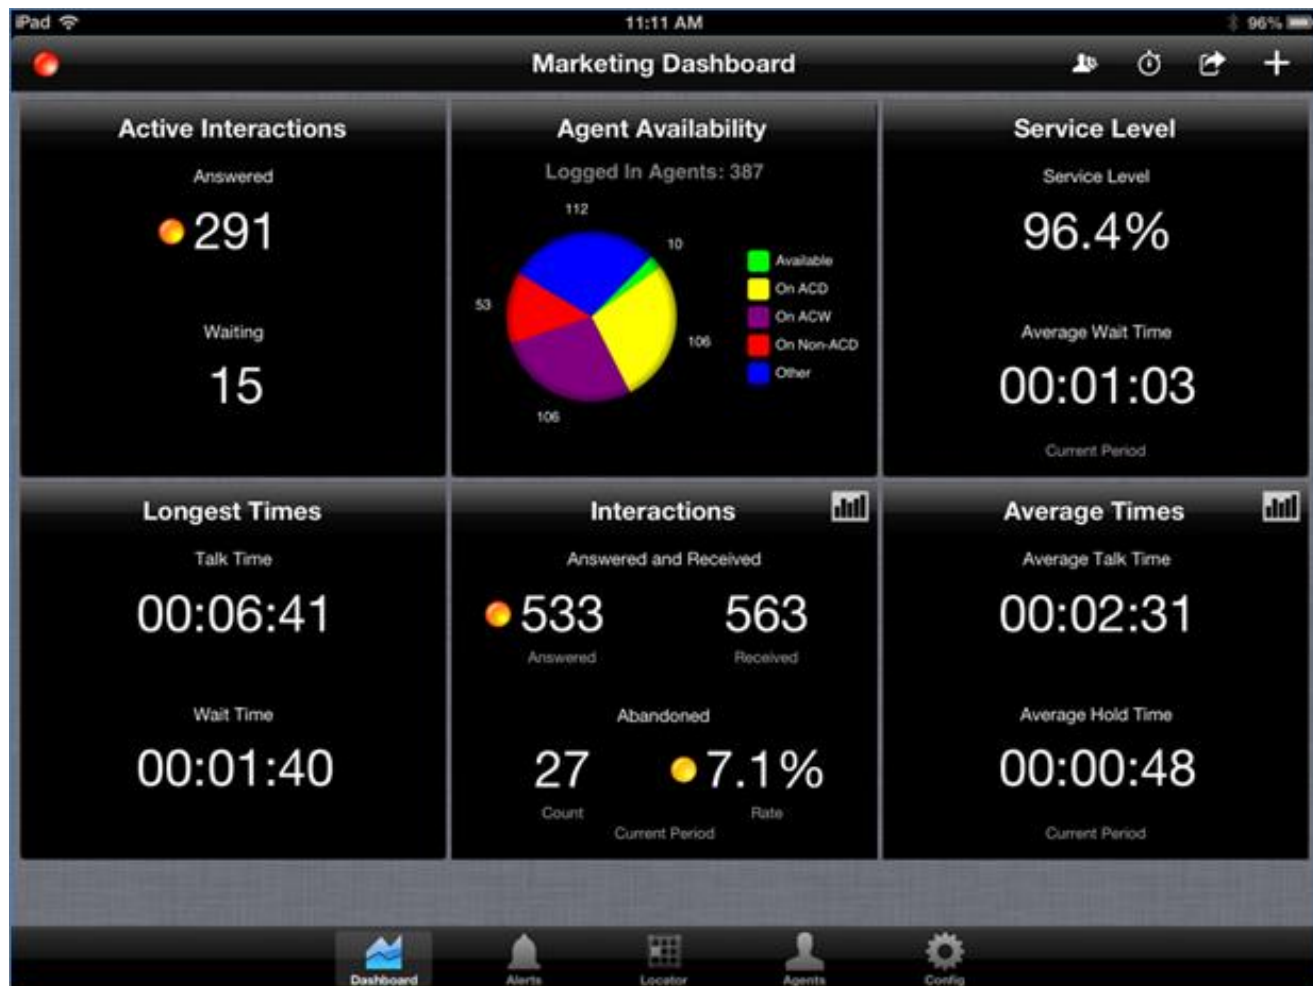 iPad 11:11 AM 96%
Marketing Dashboard
Active Interactions
Answered
291
Waiting
15
Agent Availability
Logged In Agents: 387
112
10
53
106
106
Available
On ACD
On ACW
On Non-ACD
Other
Service Level
Service Level
96.4%
Average Wait Time
00:01:03
Current Period
Longest Times
Talk Time
00:06:41
Wait Time
00:01:40
Interactions
Answered and Received
533 563
Answered Received
Abandoned
27 7.1%
Count Rate
Current Period
Average Times
Average Talk Time
00:02:31
Average Hold Time
00:00:48
Current Period
Dashboard Alerts Locator Agents Config